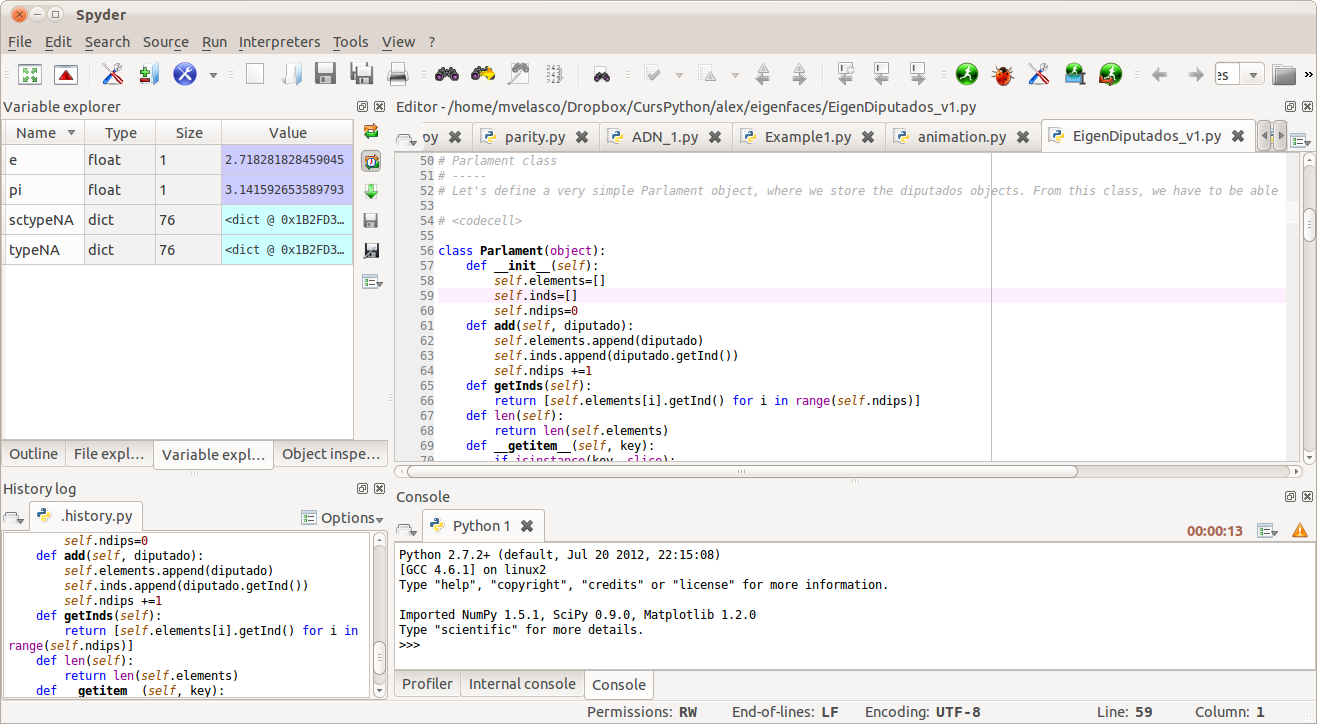 Spyder
File Edit Search Source Run Interpreters Tools View ?
Variable explorer
Name Type Size Value
e float 1 2.718281828459045
pi float 1 3.141592653589793
sctypeNA dict 76 <dict @ 0x1B2FD3…
typeNA dict 76 <dict @ 0x1B2FD3…
Outline File expl… Variable expl… Object inspe…
Editor - /home/mvelasco/Dropbox/CursPython/alex/eigenfaces/EigenDiputados_v1.py
py parity.py ADN_1.py Example1.py animation.py EigenDiputados_v1.py
50 # Parlament class
51 # -----
52 # Let's define a very simple Parlament object, where we store the diputados objects. From this class, we have to be able
53
54 # <codecell>
55
56 class Parlament(object):
57     def __init__(self):
58         self.elements=[]
59         self.inds=[]
60         self.ndips=0
61     def add(self, diputado):
62         self.elements.append(diputado)
63         self.inds.append(diputado.getInd())
64         self.ndips +=1
65     def getInds(self):
66         return [self.elements[i].getInd() for i in range(self.ndips)]
67     def len(self):
68         return len(self.elements)
69     def __getitem__(self, key):
70         if isinstance(key, slice):
History log
.history.py Options
self.ndips=0
def add(self, diputado):
self.elements.append(diputado)
self.inds.append(diputado.getInd())
self.ndips +=1
def getInds(self):
return [self.elements[i].getInd() for i in
range(self.ndips)]
def len(self):
return len(self.elements)
def __getitem__(self, key):
Console
Python 1 00:00:13
Python 2.7.2+ (default, Jul 20 2012, 22:15:08)
[GCC 4.6.1] on linux2
Type "help", "copyright", "credits" or "license" for more information.
Imported NumPy 1.5.1, SciPy 0.9.0, Matplotlib 1.2.0
Type "scientific" for more details.
>>>
Profiler Internal console Console
Permissions: RW End-of-lines: LF Encoding: UTF-8 Line: 59 Column: 1